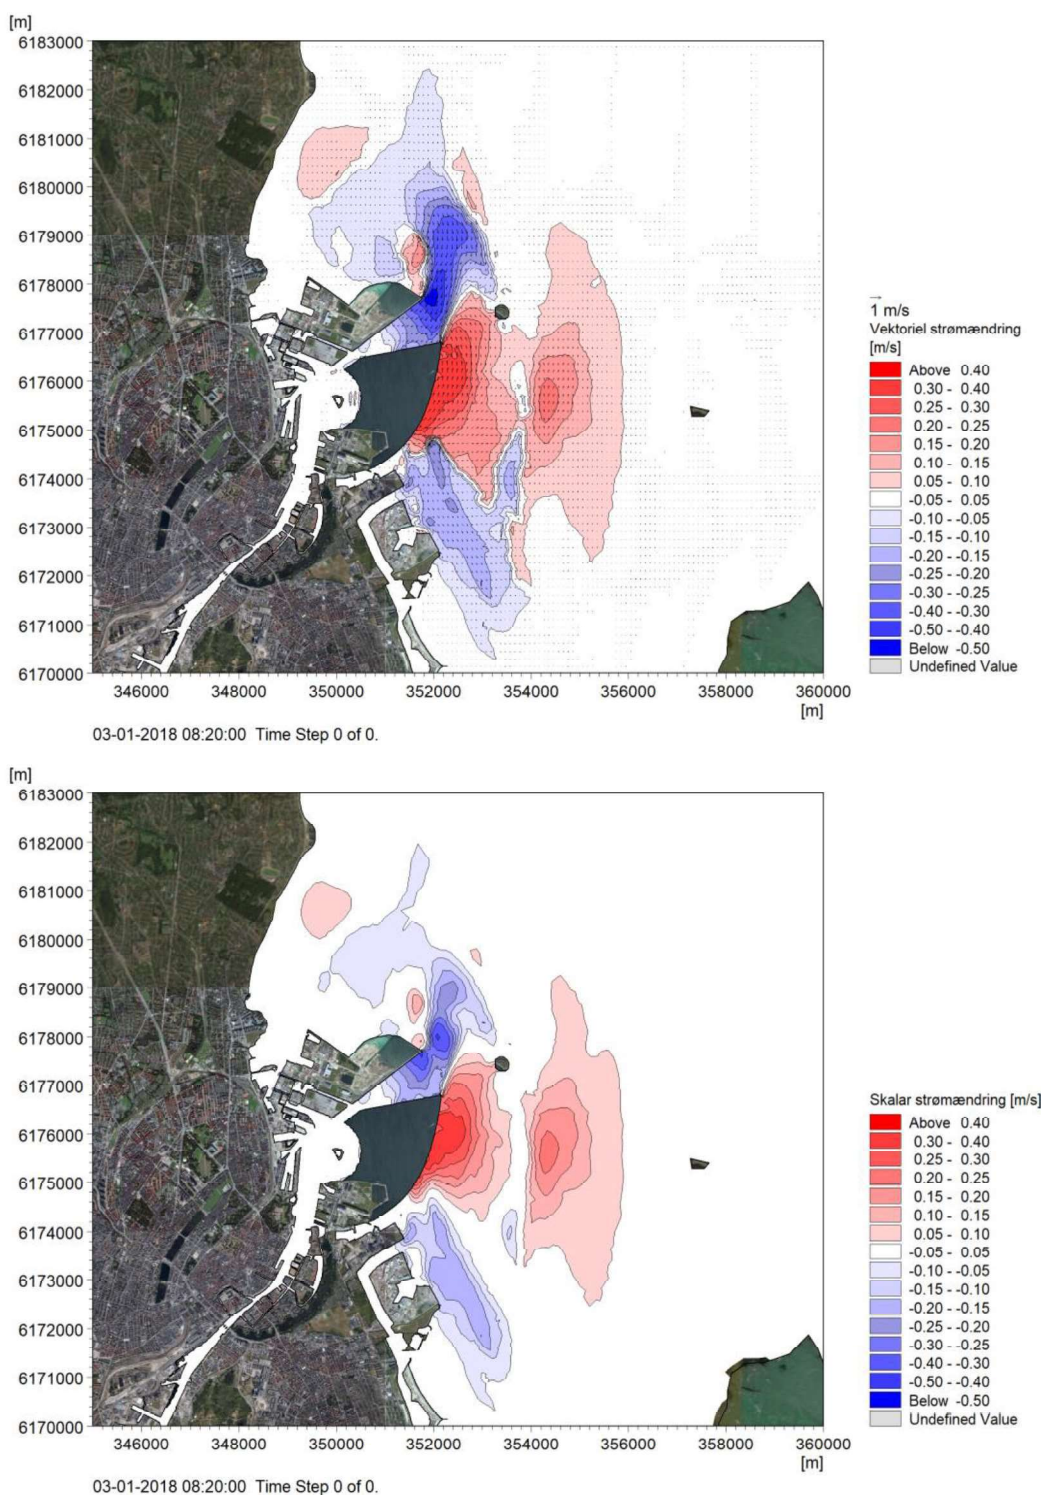 [m]
6183000
6182000
6181000
6180000
6179000
6178000
6177000
6176000
6175000
6174000
6173000
6172000
6171000
6170000
346000 348000 350000 352000 354000 356000 358000 360000
[m]
03-01-2018 08:20:00 Time Step 0 of 0.
1 m/s
Vektoriel strømændring
[m/s]
Above 0.40
0.30 - 0.40
0.25 - 0.30
0.20 - 0.25
0.15 - 0.20
0.10 - 0.15
0.05 - 0.10
-0.05 - 0.05
-0.10 - -0.05
-0.15 - -0.10
-0.20 - -0.15
-0.25 - -0.20
-0.30 - -0.25
-0.40 - -0.30
-0.50 - -0.40
Below -0.50
Undefined Value
[m]
6183000
6182000
6181000
6180000
6179000
6178000
6177000
6176000
6175000
6174000
6173000
6172000
6171000
6170000
346000 348000 350000 352000 354000 356000 358000 360000
[m]
03-01-2018 08:20:00 Time Step 0 of 0.
Skalar strømændring [m/s]
Above 0.40
0.30 - 0.40
0.25 - 0.30
0.20 - 0.25
0.15 - 0.20
0.10 - 0.15
0.05 - 0.10
-0.05 - 0.05
-0.10 - -0.05
-0.15 - -0.10
-0.20 - -0.15
-0.25 - -0.20
-0.30 - -0.25
-0.40 - -0.30
-0.50 - -0.40
Below -0.50
Undefined Value